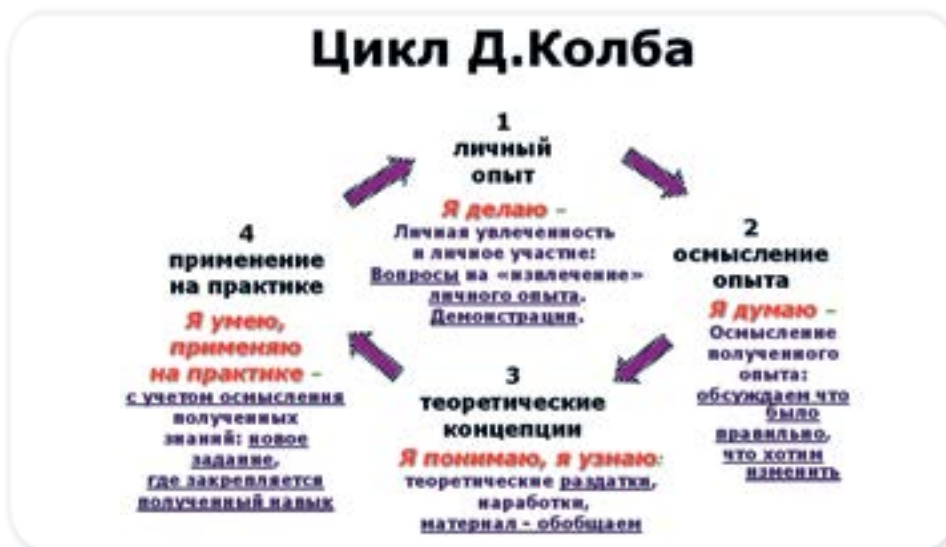 Цикл Д.Колба
1
личный
опыт
Я делаю –
Личная увлеченность
и личное участие:
Вопросы на «извлечение»
личного опыта.
Демонстрация.
2
осмысление
опыта
Я думаю –
Осмысление
полученного
опыта:
обсуждаем что
было
правильно,
что хотим
изменить
3
теоретические
концепции
Я понимаю, я узнаю:
теоретические раздатки,
наработки,
материал - обобщаем
4
применение
на практике
Я умею,
применяю
на практике –
с учетом осмысления
полученных
знаний: новое
задание,
где закрепляется
полученный навык